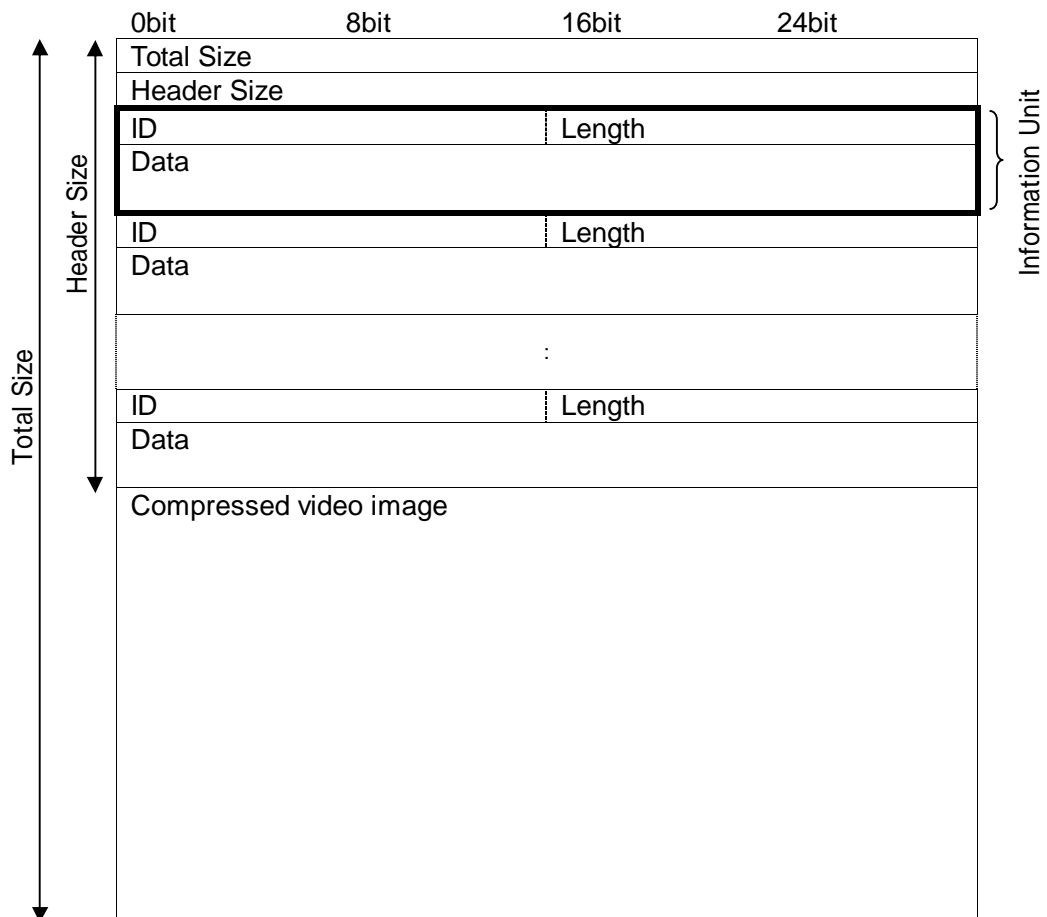 0bit 8bit 16bit 24bit
Total Size
Header Size
ID Length
Data
Information Unit
ID Length
Data
Header Size
:
Total Size
ID Length
Data
Compressed video image